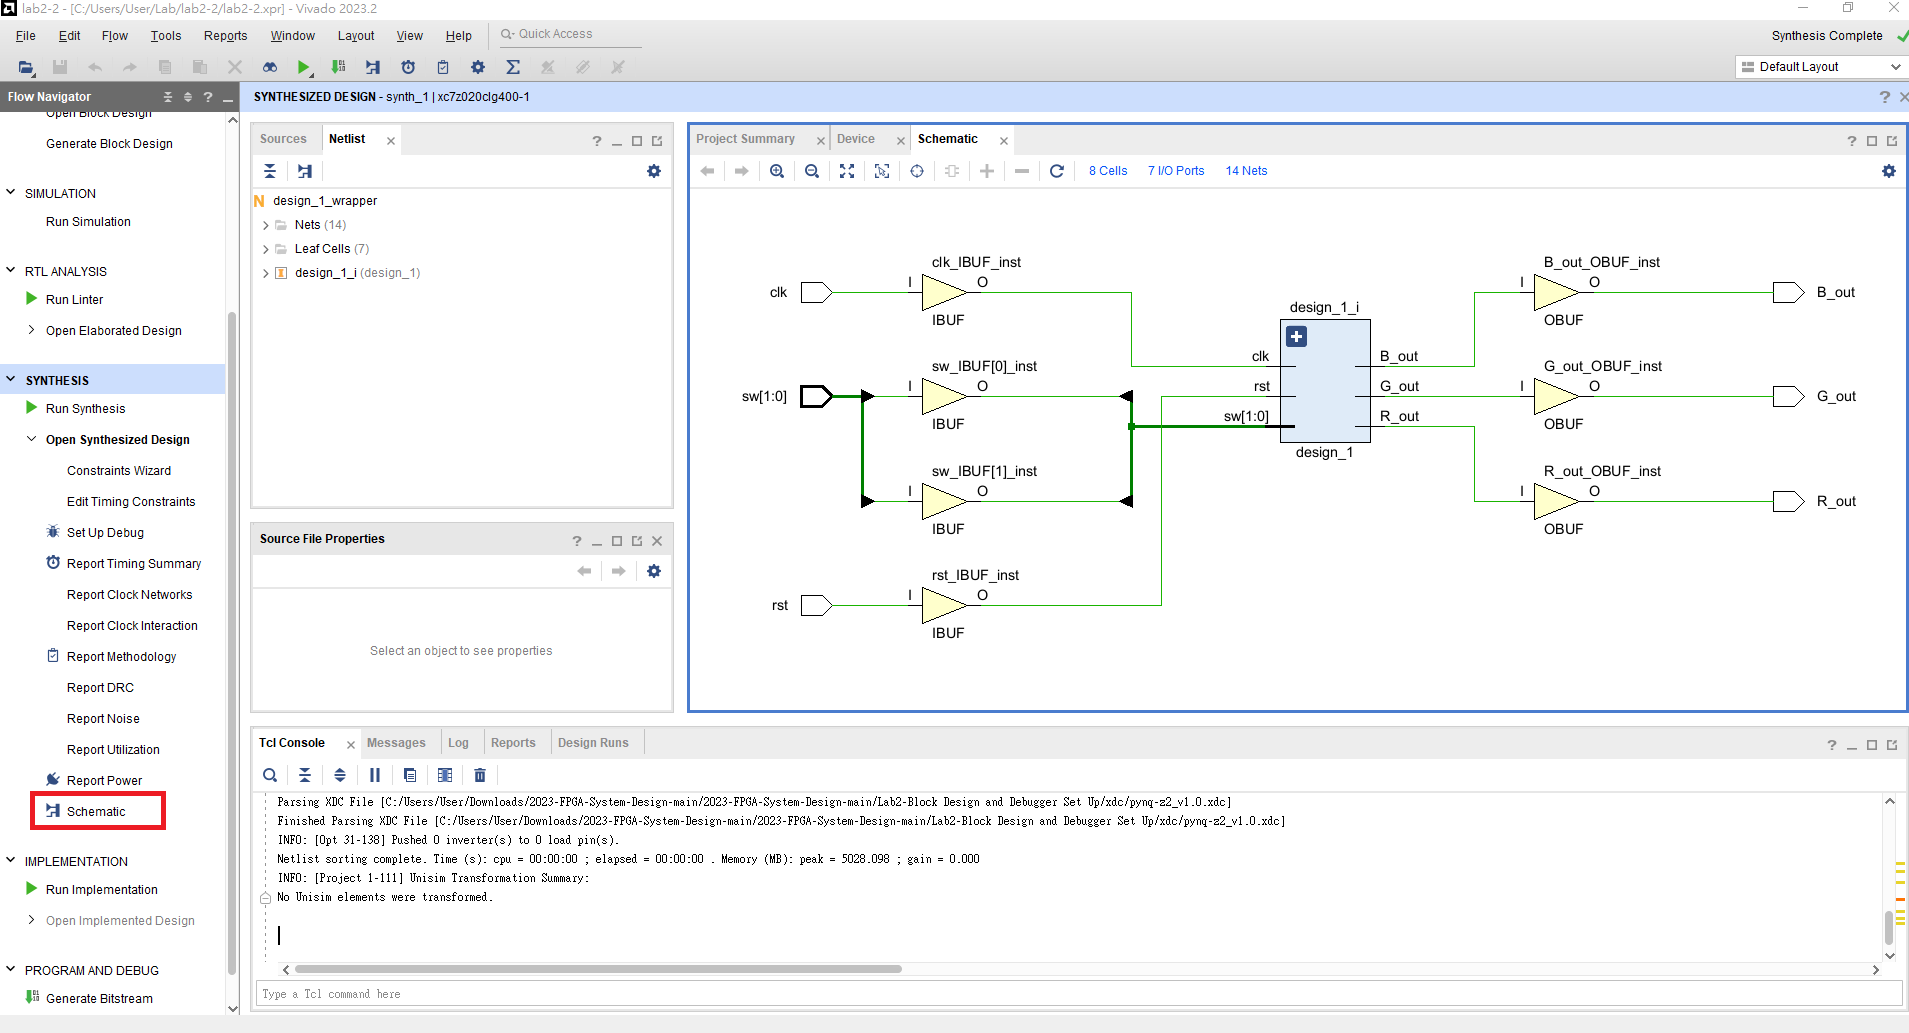 lab2-2 - [C:/Users/User/Lab/lab2-2/lab2-2.xpr] - Vivado 2023.2
File Edit Flow Tools Reports Window Layout View Help Quick Access
Synthesis Complete
Default Layout
Flow Navigator
Open Block Design
Generate Block Design
SIMULATION
Run Simulation
RTL ANALYSIS
Run Linter
Open Elaborated Design
SYNTHESIS
Run Synthesis
Open Synthesized Design
Constraints Wizard
Edit Timing Constraints
Set Up Debug
Report Timing Summary
Report Clock Networks
Report Clock Interaction
Report Methodology
Report DRC
Report Noise
Report Utilization
Report Power
Schematic
IMPLEMENTATION
Run Implementation
Open Implemented Design
PROGRAM AND DEBUG
Generate Bitstream
SYNTHESIZED DESIGN - synth_1 | xc7z020clg400-1
Sources Netlist
N design_1_wrapper
Nets (14)
Leaf Cells (7)
design_1_i (design_1)
Source File Properties
Select an object to see properties
Project Summary Device Schematic
8 Cells 7 I/O Ports 14 Nets
clk_IBUF_inst
clk I O
IBUF
sw_IBUF[0]_inst
sw[1:0] I O
IBUF
sw_IBUF[1]_inst
I O
IBUF
rst_IBUF_inst
rst I O
IBUF
design_1_i
clk B_out
rst G_out
sw[1:0] R_out
design_1
B_out_OBUF_inst
I O B_out
OBUF
G_out_OBUF_inst
I O G_out
OBUF
R_out_OBUF_inst
I O R_out
OBUF
Tcl Console Messages Log Reports Design Runs
Parsing XDC File [C:/Users/User/Downloads/2023-FPGA-System-Design-main/2023-FPGA-System-Design-main/Lab2-Block Design and Debugger Set Up/xdc/pynq-z2_v1.0.xdc]
Finished Parsing XDC File [C:/Users/User/Downloads/2023-FPGA-System-Design-main/2023-FPGA-System-Design-main/Lab2-Block Design and Debugger Set Up/xdc/pynq-z2_v1.0.xdc]
INFO: [Opt 31-138] Pushed 0 inverter(s) to 0 load pin(s).
Netlist sorting complete. Time (s): cpu = 00:00:00 ; elapsed = 00:00:00 . Memory (MB): peak = 5028.098 ; gain = 0.000
INFO: [Project 1-111] Unisim Transformation Summary:
No Unisim elements were transformed.
Type a Tcl command here